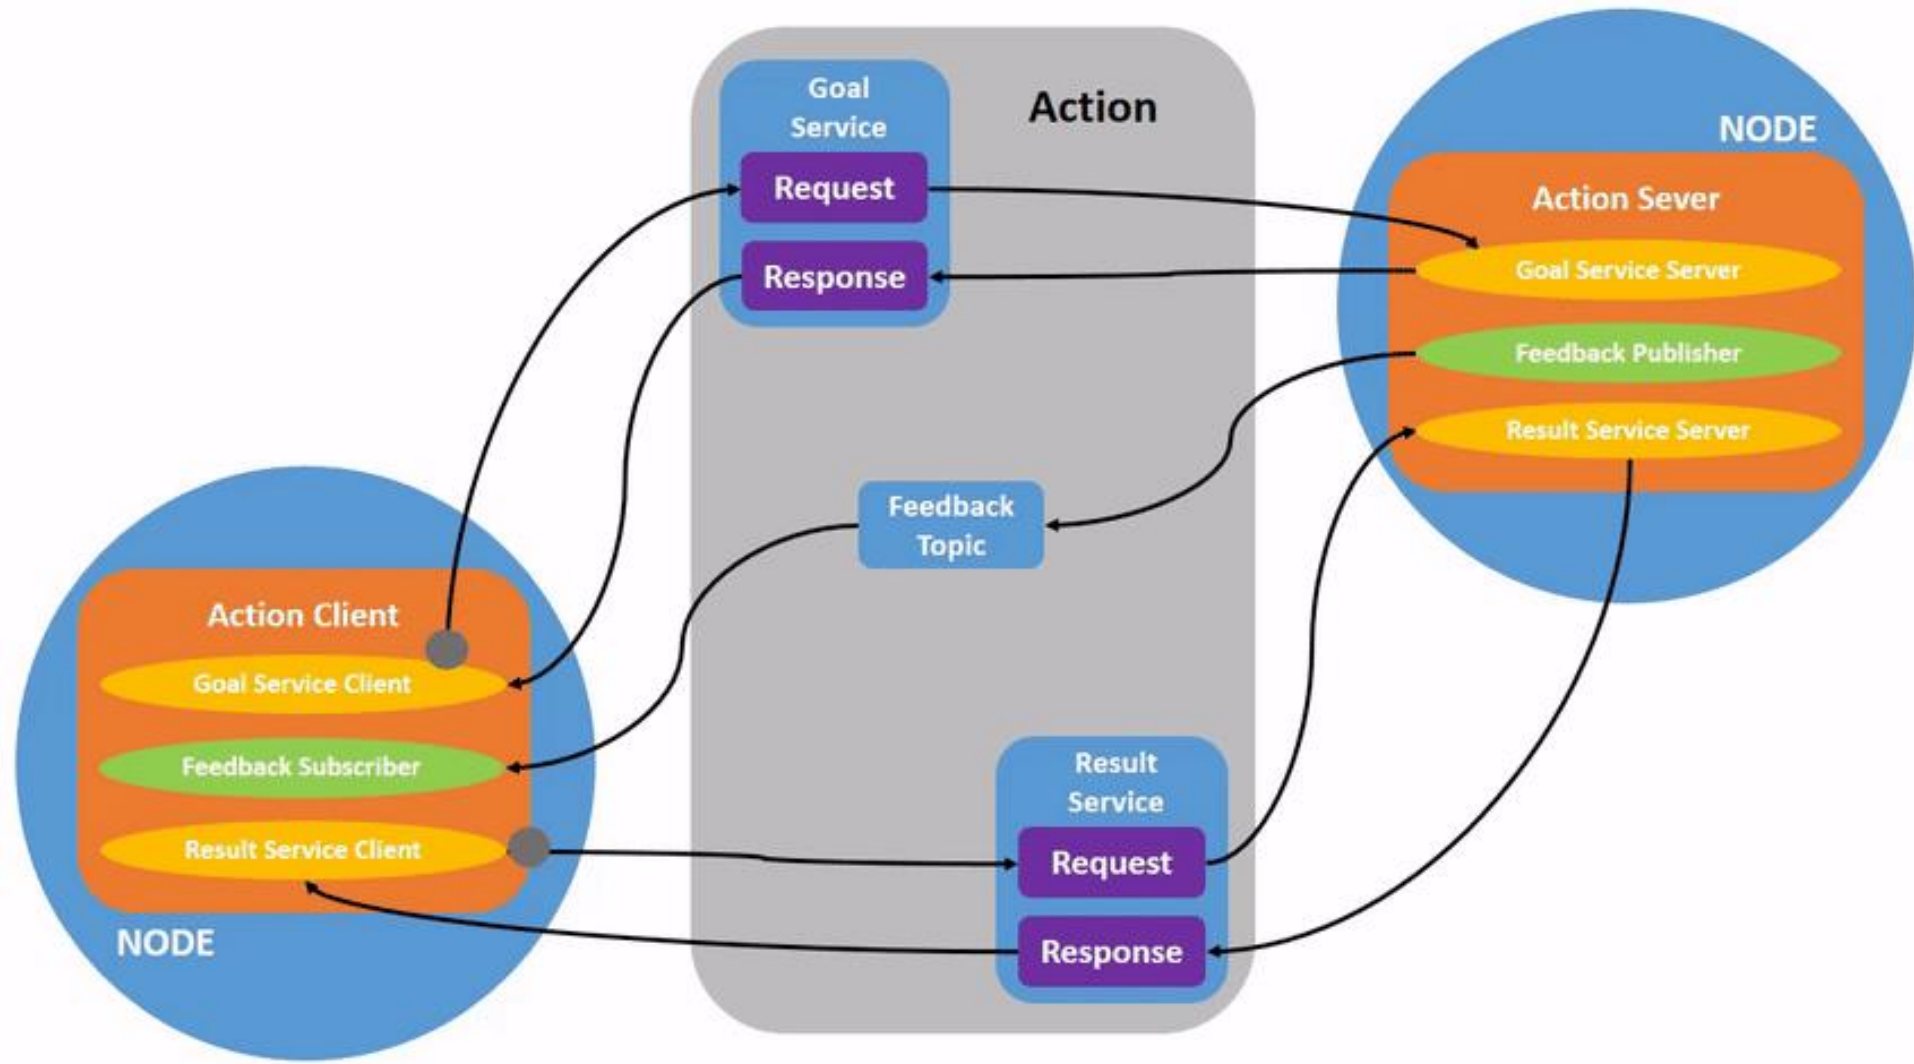 Goal
Service
Request
Response
Action
NODE
Action Sever
Goal Service Server
Feedback Publisher
Result Service Server
Feedback
Topic
Action Client
Goal Service Client
Feedback Subscriber
Result Service Client
NODE
Result
Service
Request
Response